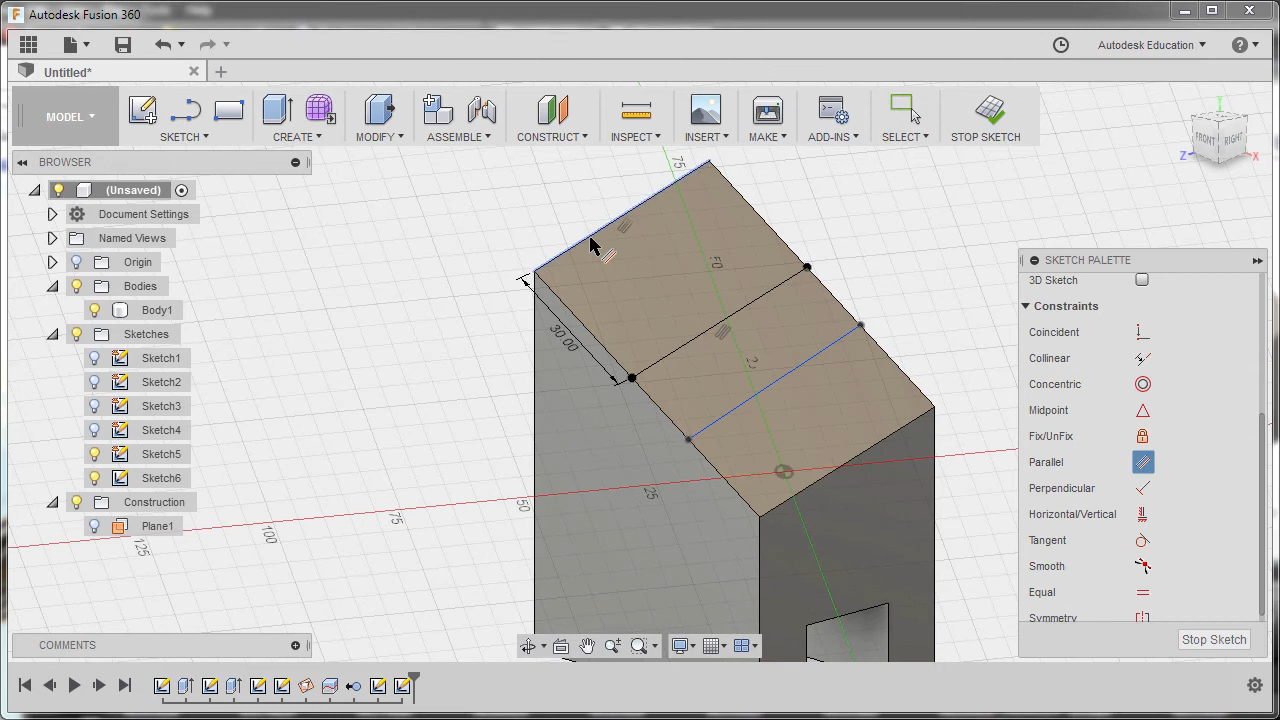 Autodesk Fusion 360
Autodesk Education
Untitled*
MODEL
SKETCH
CREATE
MODIFY
ASSEMBLE
CONSTRUCT
INSPECT
INSERT
MAKE
ADD-INS
SELECT
STOP SKETCH
Y
FRONT
RIGHT
Z
X
BROWSER
(Unsaved)
Document Settings
Named Views
Origin
Bodies
Body1
Sketches
Sketch1
Sketch2
Sketch3
Sketch4
Sketch5
Sketch6
Construction
Plane1
75
50
30.00
25
50
75
100
125
SKETCH PALETTE
3D Sketch
Constraints
Coincident
Collinear
Concentric
Midpoint
Fix/UnFix
Parallel
Perpendicular
Horizontal/Vertical
Tangent
Smooth
Equal
Symmetry
Stop Sketch
COMMENTS